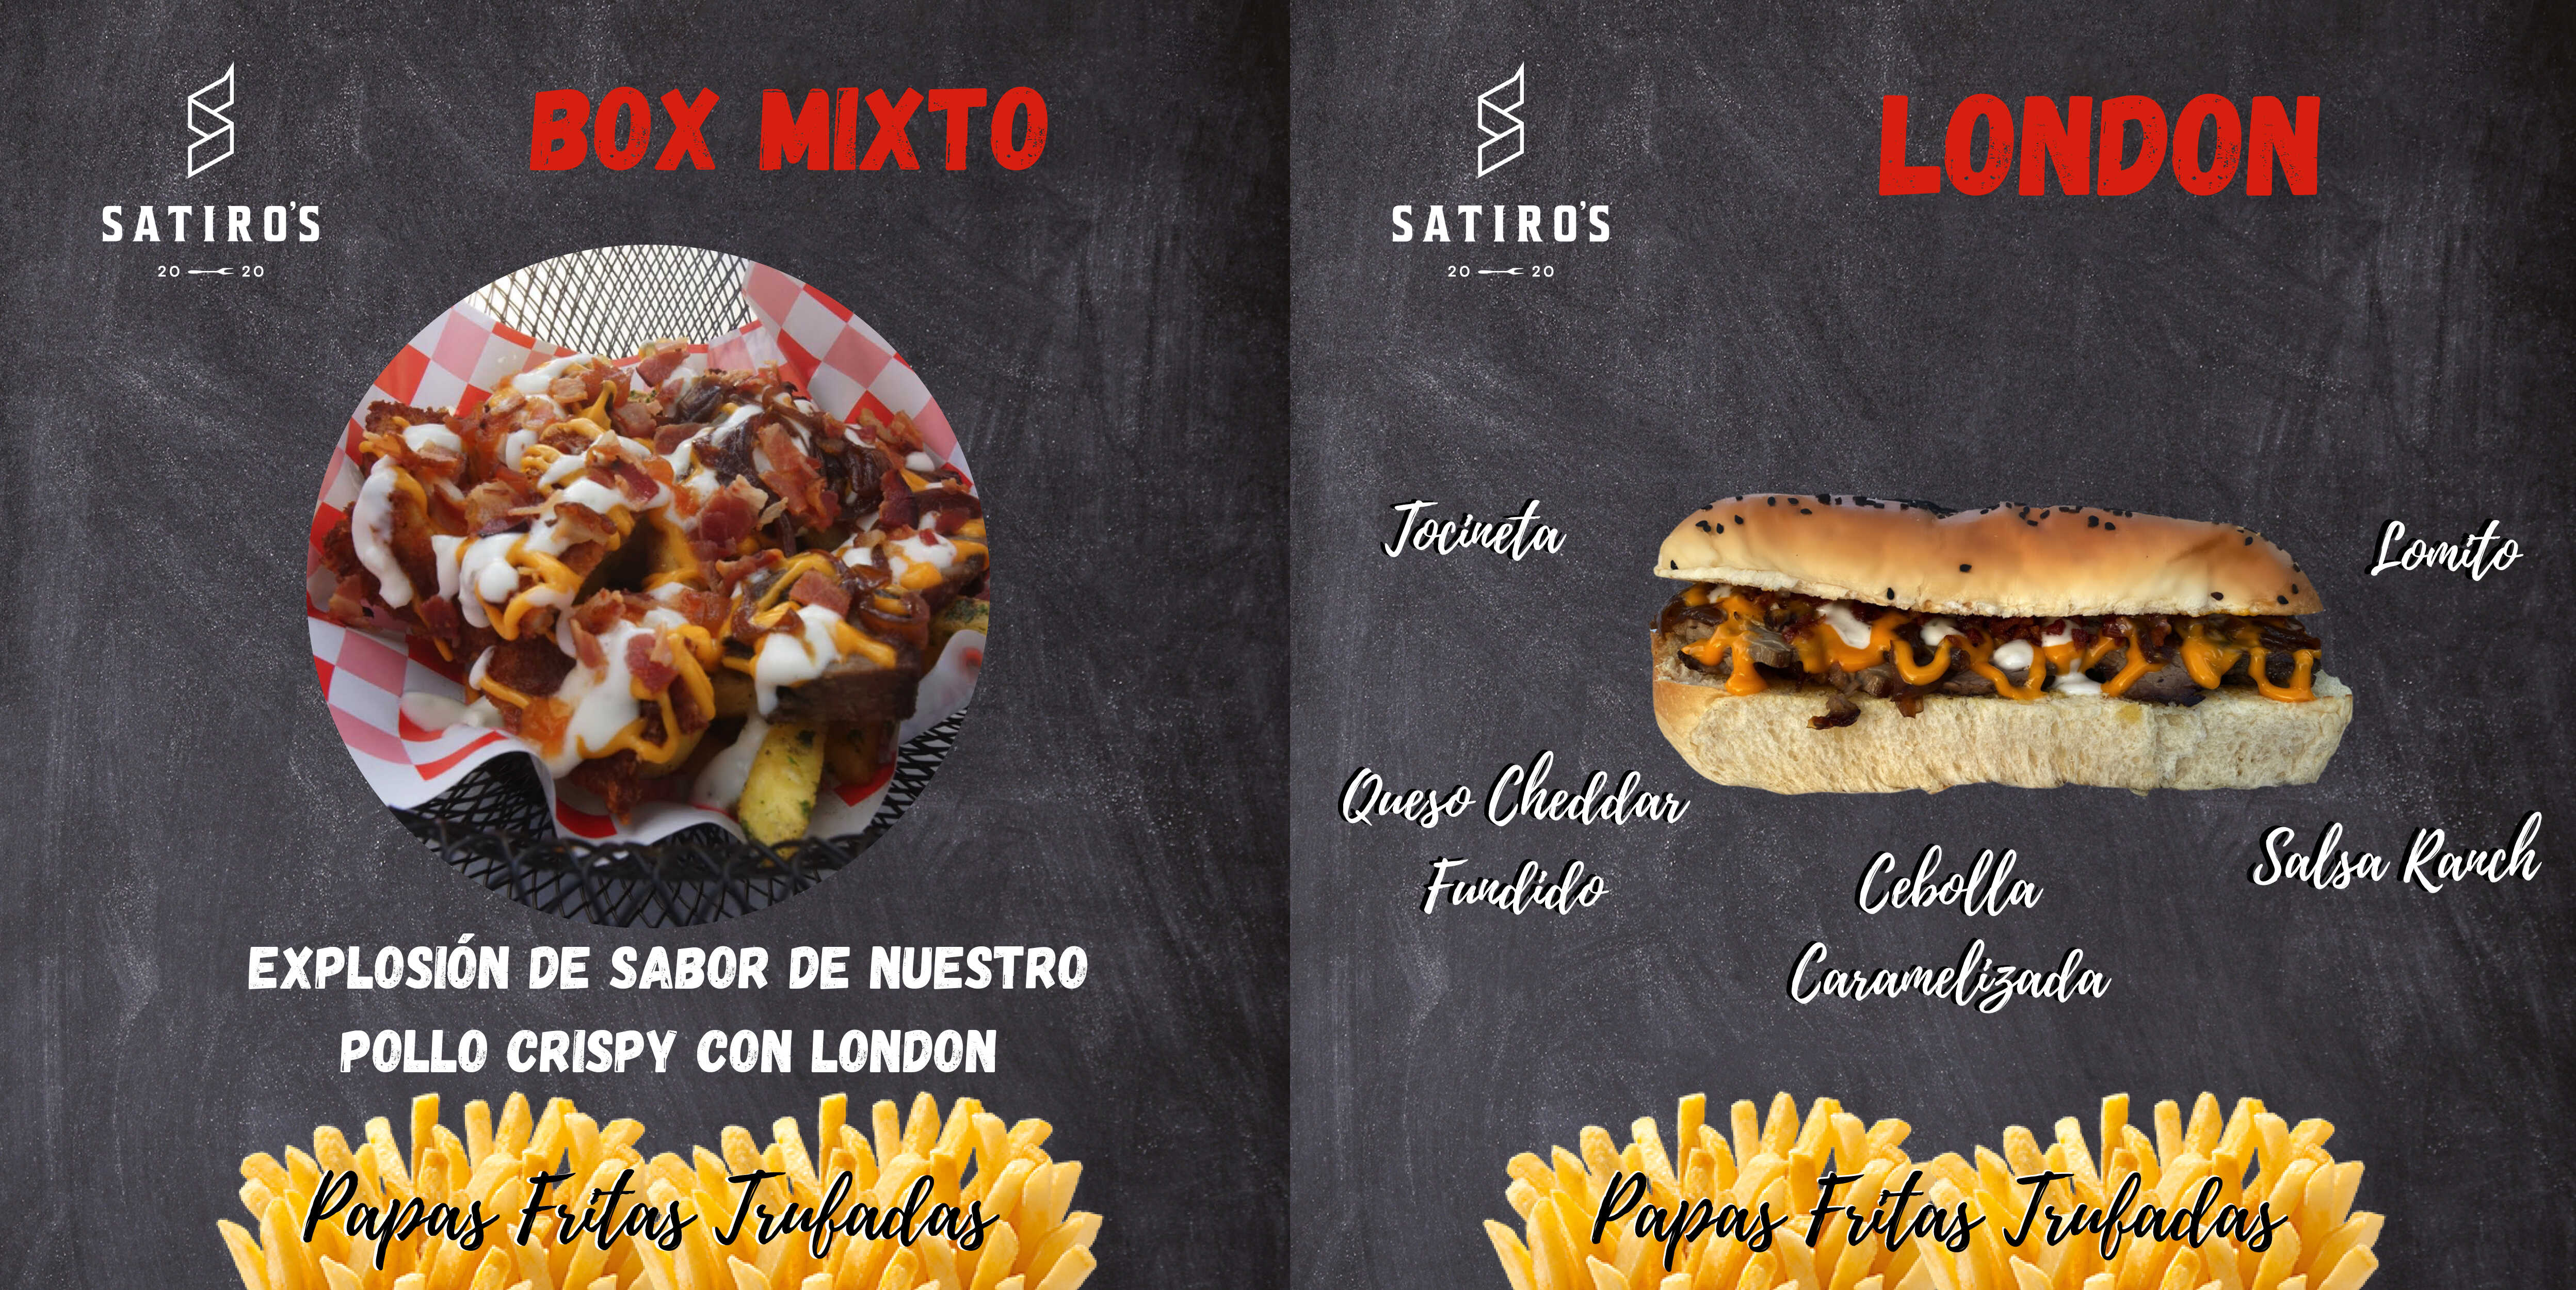 SATIRO'S
20 20
BOX MIXTO
EXPLOSIÓN DE SABOR DE NUESTRO
POLLO CRISPY CON LONDON
Papas Fritas Trufadas
SATIRO'S
20 20
LONDON
Tocineta
Lomito
Queso Cheddar
Fundido
Cebolla
Caramelizada
Salsa Ranch
Papas Fritas Trufadas